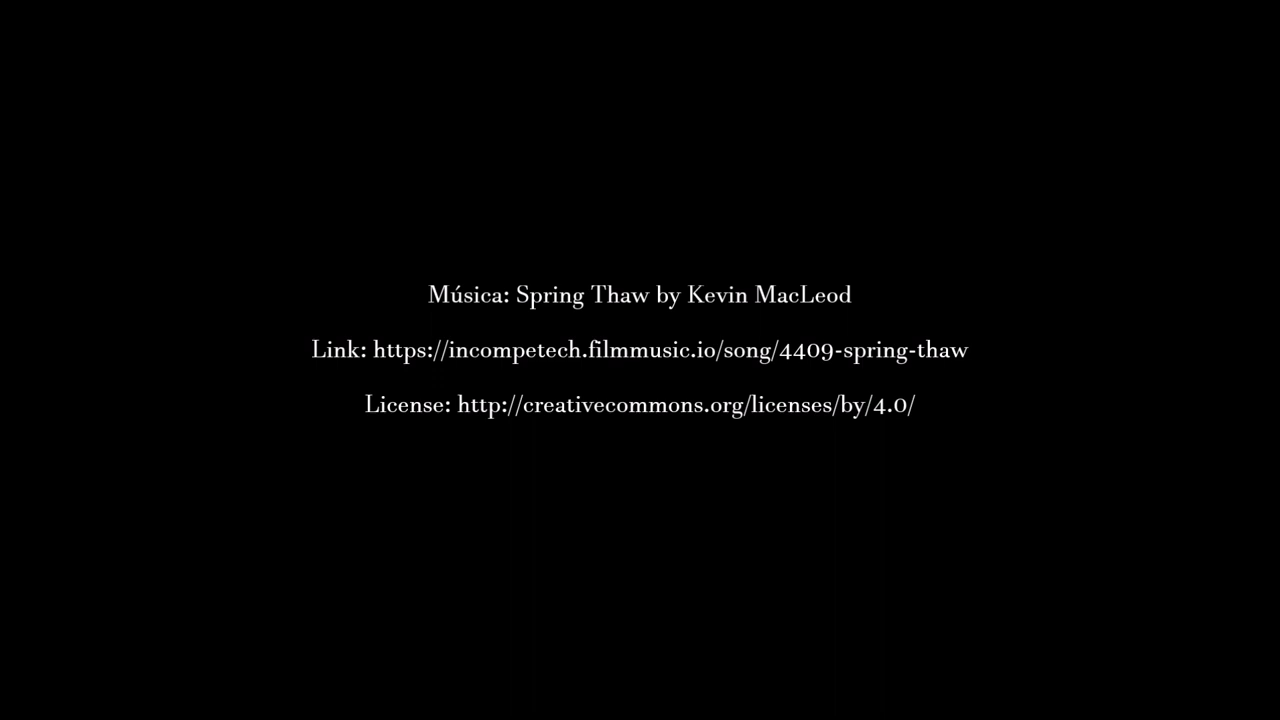 Música: Spring Thaw by Kevin MacLeod
Link: https://incompetech.filmmusic.io/song/4409-spring-thaw
License: http://creativecommons.org/licenses/by/4.0/